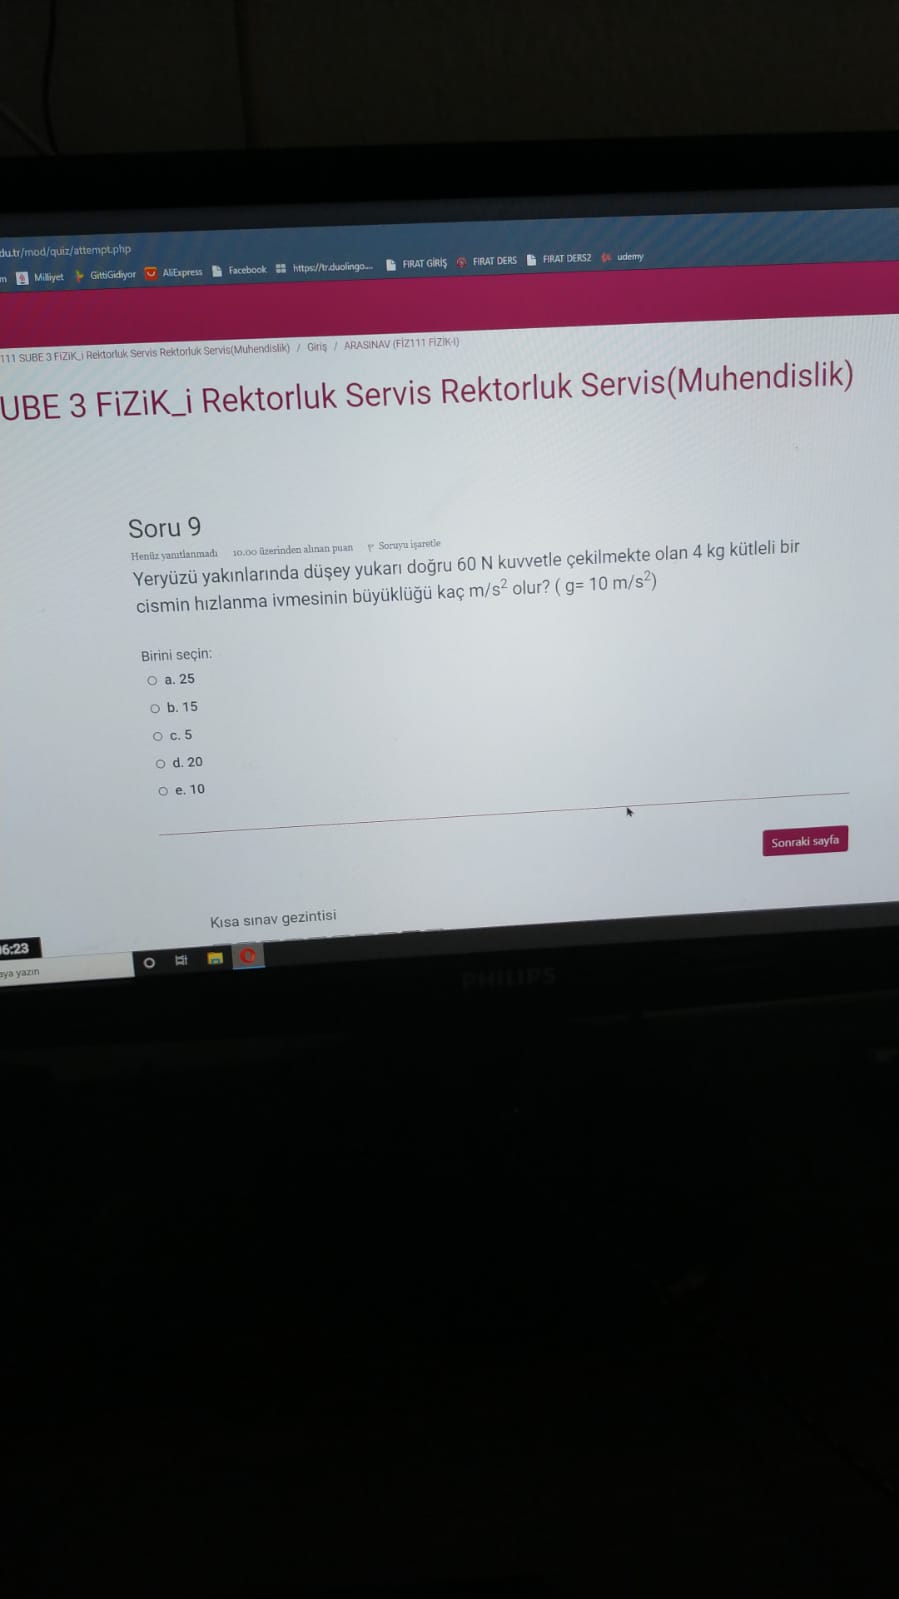 du.tr/mod/quiz/attempt.php
m Milliyet GittiGidiyor AliExpress Facebook https://tr.duolingo.... FIRAT GİRİŞ FIRAT DERS FIRAT DERS2 udemy
111 SUBE 3 FiZiK_i Rektorluk Servis Rektorluk Servis(Muhendislik) / Giriş / ARASINAV (FİZ111 FİZİK-I)
UBE 3 FiZiK_i Rektorluk Servis Rektorluk Servis(Muhendislik)
Soru 9
Henüz yanıtlanmadı 10.00 üzerinden alınan puan Soruyu işaretle
Yeryüzü yakınlarında düşey yukarı doğru 60 N kuvvetle çekilmekte olan 4 kg kütleli bir
cismin hızlanma ivmesinin büyüklüğü kaç m/s² olur? ( g= 10 m/s²)
Birini seçin:
a. 25
b. 15
c. 5
d. 20
e. 10
Sonraki sayfa
Kısa sınav gezintisi
6:23
aya yazın
PHILIPS